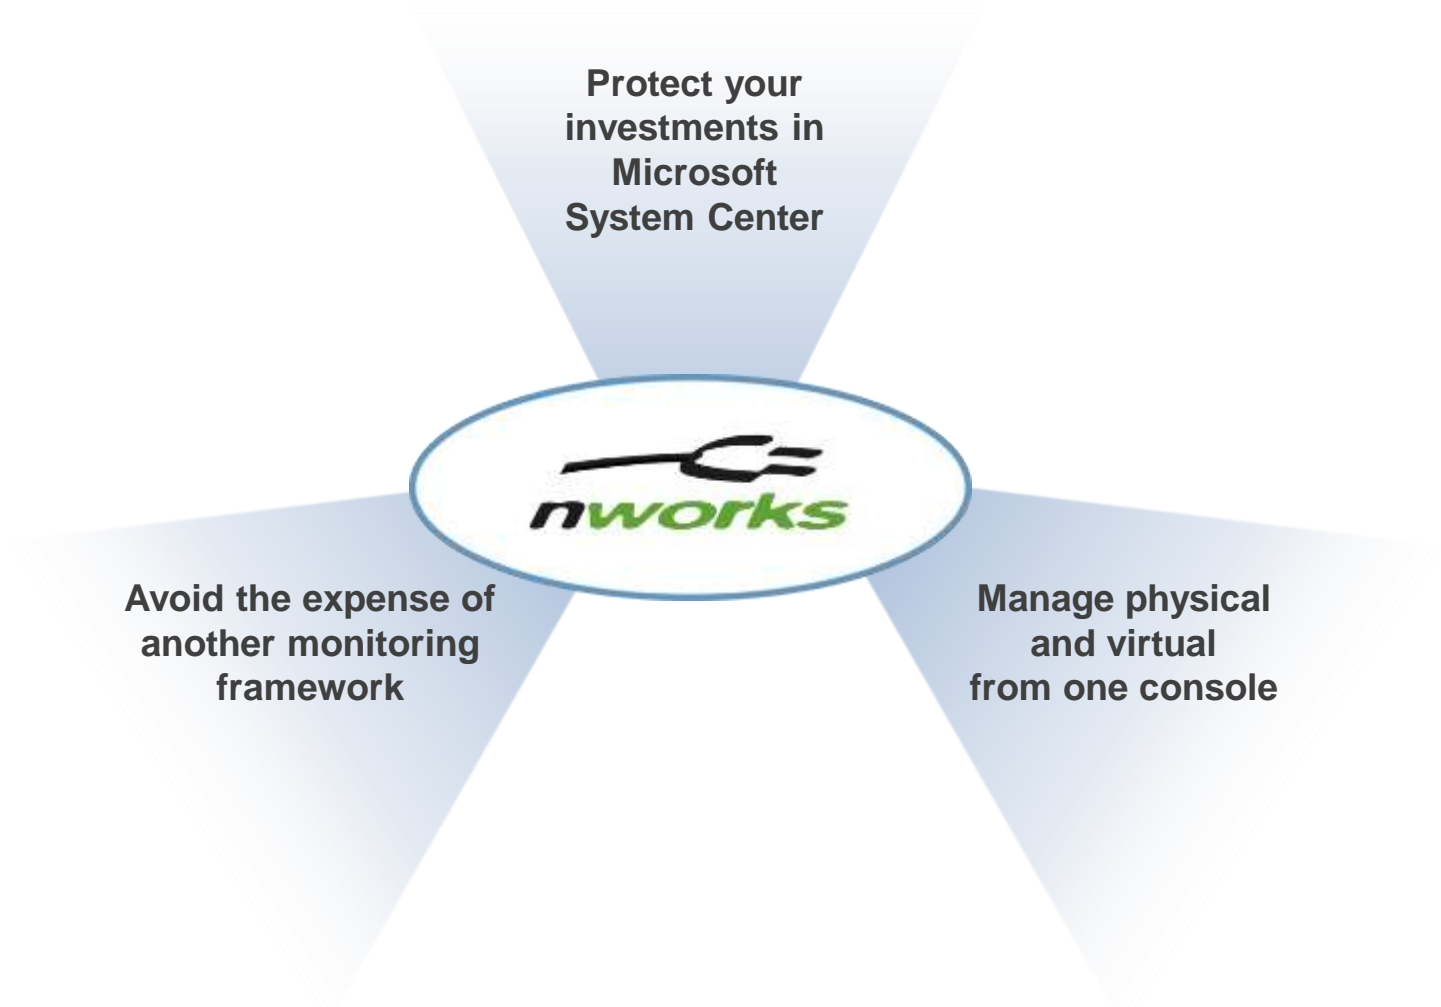 Protect your
investments in
Microsoft
System Center
nworks
Avoid the expense of
another monitoring
framework
Manage physical
and virtual
from one console